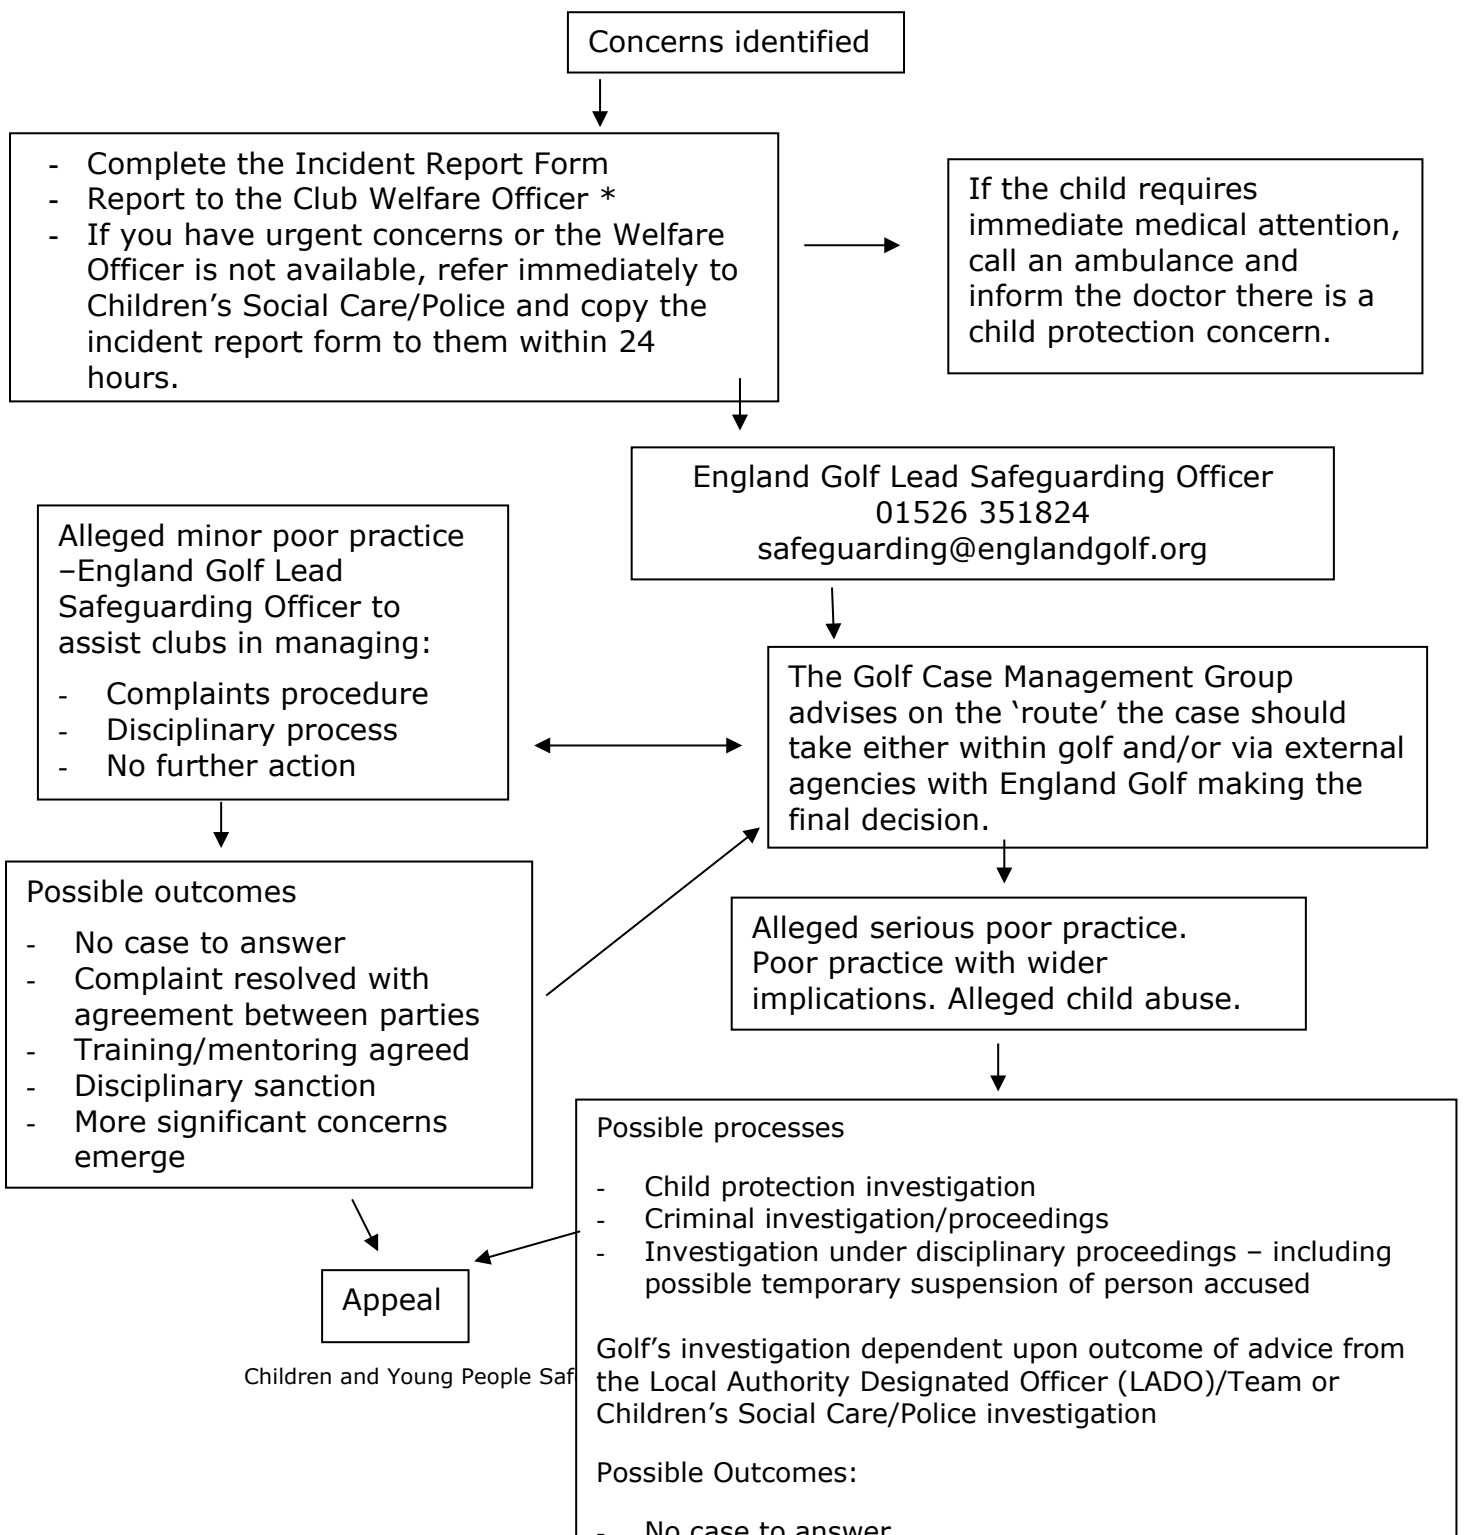 Concerns identified
- Complete the Incident Report Form
- Report to the Club Welfare Officer *
- If you have urgent concerns or the Welfare
Officer is not available, refer immediately to
Children’s Social Care/Police and copy the
incident report form to them within 24
hours.
If the child requires
immediate medical attention,
call an ambulance and
inform the doctor there is a
child protection concern.
England Golf Lead Safeguarding Officer
01526 351824
safeguarding@englandgolf.org
Alleged minor poor practice
–England Golf Lead
Safeguarding Officer to
assist clubs in managing:
- Complaints procedure
- Disciplinary process
- No further action
The Golf Case Management Group
advises on the ‘route’ the case should
take either within golf and/or via external
agencies with England Golf making the
final decision.
Possible outcomes
- No case to answer
- Complaint resolved with
agreement between parties
- Training/mentoring agreed
- Disciplinary sanction
- More significant concerns
emerge
Alleged serious poor practice.
Poor practice with wider
implications. Alleged child abuse.
Possible processes
- Child protection investigation
- Criminal investigation/proceedings
- Investigation under disciplinary proceedings – including
possible temporary suspension of person accused
Golf’s investigation dependent upon outcome of advice from
the Local Authority Designated Officer (LADO)/Team or
Children’s Social Care/Police investigation
Possible Outcomes:
- No case to answer
Appeal
Children and Young People Saf